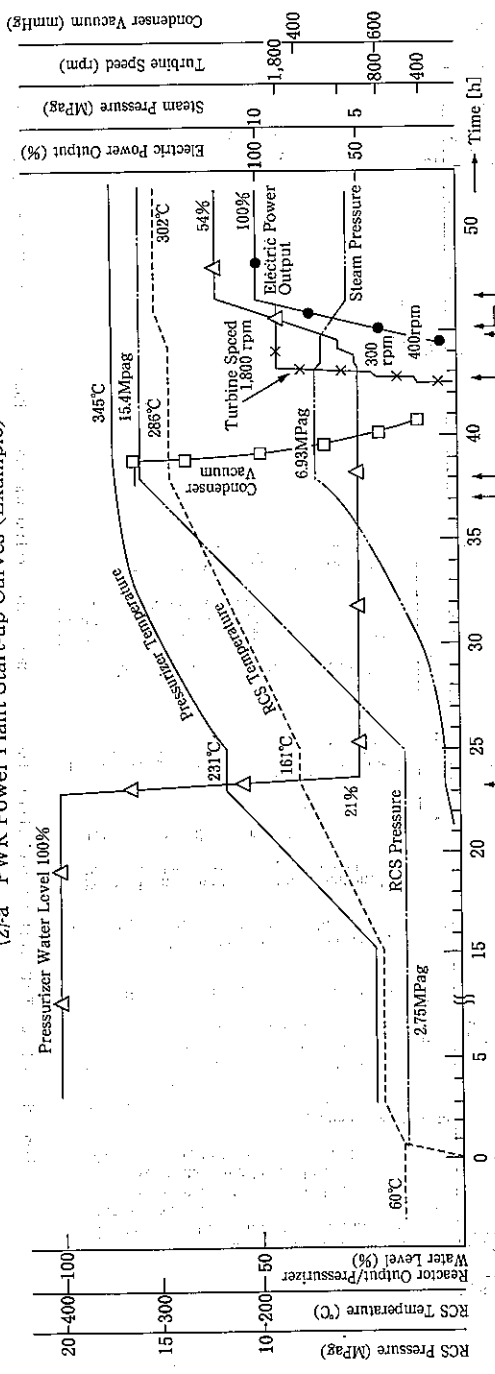 (2)-a PWR Power Plant Start-up Curves (Example)
RCS Pressure (MPag)
20
15
10
RCS Temperature (℃)
300
200
Reactor Output/Pressurizer
Water Level (%)
100
50
Electric Power Output (%)
100
50
Steam Pressure (MPag)
10
5
Turbine Speed (rpm)
1,800
800
400
Condenser Vacuum (mmHg)
400
600
Pressurizer Water Level 100%
345℃
15.4Mpag
302℃
286℃
Pressurizer Temperature
Condenser
Vacuum
54%
100%
Electric Power
Output
Turbine Speed
1,800 rpm
231℃
RCS Temperature
161℃
6.93MPag
300
rpm
400rpm
Steam Pressure
21%
RCS Pressure
2.75MPag
60℃
0
5
15
20
25
30
35
40
50
Time [h]